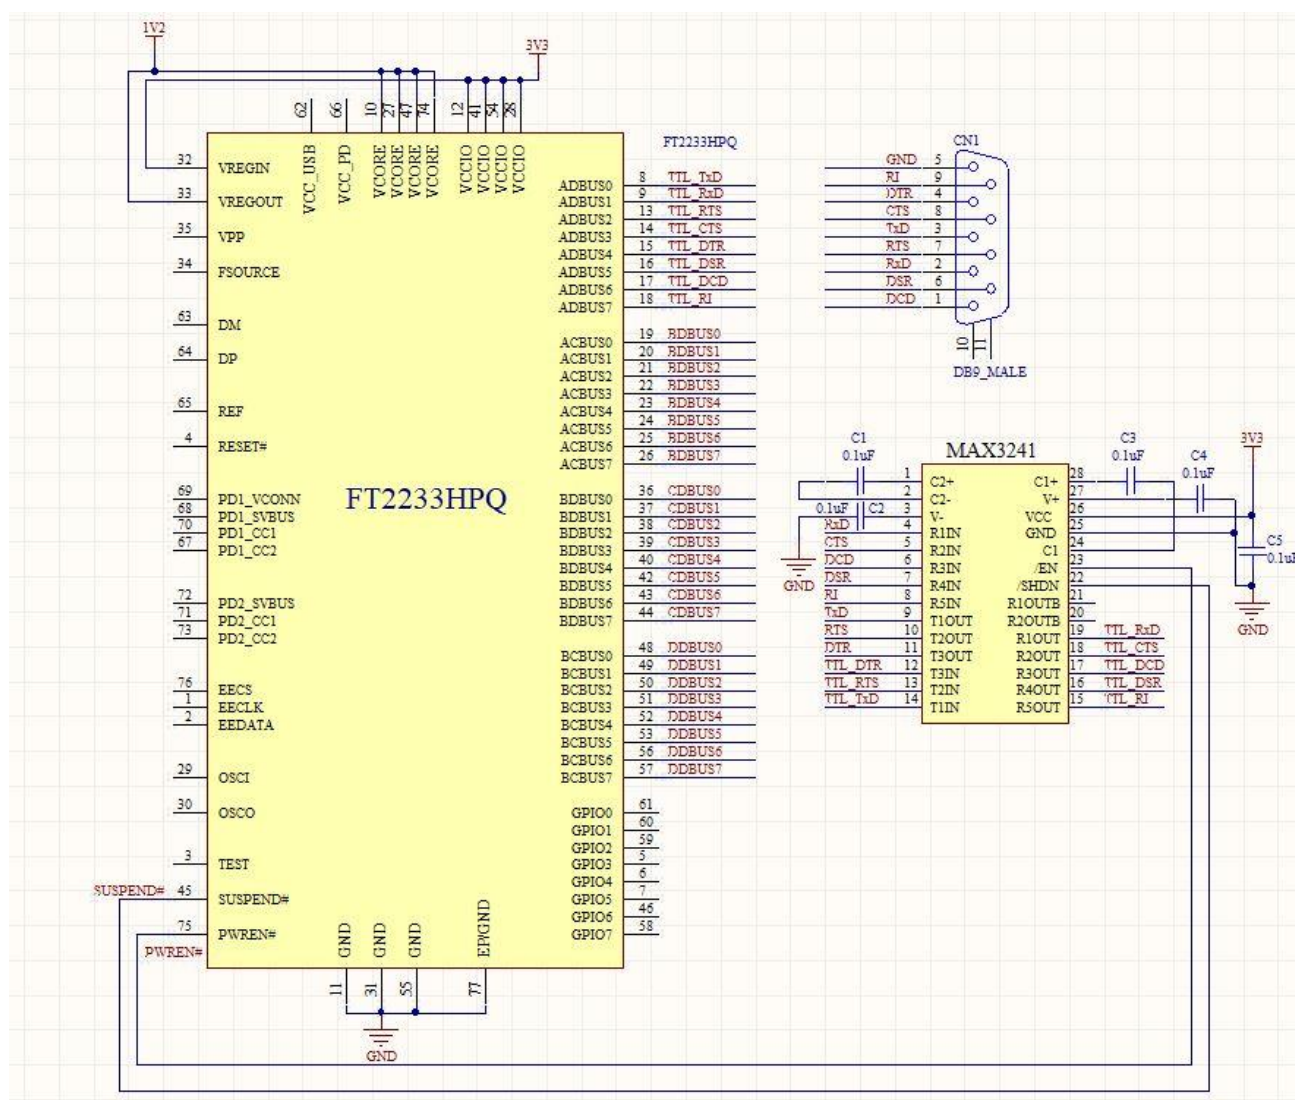 1V2
3V3
62
66
10
27
47
74
12
41
54
28
VCC_USB
VCC_PD
VCORE
VCORE
VCORE
VCORE
VCCIO
VCCIO
VCCIO
VCCIO
32 VREGIN
33 VREGOUT
35 VPP
34 FSOURCE
63 DM
64 DP
65 REF
4 RESET#
69 PD1_VCONN
68 PD1_SVBUS
70 PD1_CC1
67 PD1_CC2
72 PD2_SVBUS
71 PD2_CC1
73 PD2_CC2
76 EECS
1 EECLK
2 EEDATA
29 OSCI
30 OSCO
3 TEST
SUSPEND# 45 SUSPEND#
75 PWREN#
PWREN#
FT2233HPQ
GND
GND
GND
EP/GND
11
31
55
77
GND
FT2233HPQ
ADBUS0 8 TTL_TxD
ADBUS1 9 TTL_RxD
ADBUS2 13 TTL_RTS
ADBUS3 14 TTL_CTS
ADBUS4 15 TTL_DTR
ADBUS5 16 TTL_DSR
ADBUS6 17 TTL_DCD
ADBUS7 18 TTL_RI
ACBUS0 19 BDBUS0
ACBUS1 20 BDBUS1
ACBUS2 21 BDBUS2
ACBUS3 22 BDBUS3
ACBUS4 23 BDBUS4
ACBUS5 24 BDBUS5
ACBUS6 25 BDBUS6
ACBUS7 26 BDBUS7
BDBUS0 36 CDBUS0
BDBUS1 37 CDBUS1
BDBUS2 38 CDBUS2
BDBUS3 39 CDBUS3
BDBUS4 40 CDBUS4
BDBUS5 42 CDBUS5
BDBUS6 43 CDBUS6
BDBUS7 44 CDBUS7
BCBUS0 48 DDBUS0
BCBUS1 49 DDBUS1
BCBUS2 50 DDBUS2
BCBUS3 51 DDBUS3
BCBUS4 52 DDBUS4
BCBUS5 53 DDBUS5
BCBUS6 56 DDBUS6
BCBUS7 57 DDBUS7
GPIO0 61
GPIO1 60
GPIO2 59
GPIO3 5
GPIO4 6
GPIO5 7
GPIO6 46
GPIO7 58
CN1
GND 5
RI 9
DTR 4
CTS 8
TxD 3
RTS 7
RxD 2
DSR 6
DCD 1
10
11
DB9_MALE
MAX3241
C1
0.1uF
0.1uF C2
GND
1 C2+
2 C2-
3 V-
RxD 4 R1IN
CTS 5 R2IN
DCD 6 R3IN
DSR 7 R4IN
RI 8 R5IN
TxD 9 T1OUT
RTS 10 T2OUT
DTR 11 T3OUT
TTL_DTR 12 T3IN
TTL_RTS 13 T2IN
TTL_TxD 14 T1IN
C1+ 28
V+ 27
VCC 26
GND 25
C1 24
/EN 23
/SHDN 22
R1OUTB 21
R2OUTB 20
R1OUT 19 TTL_RxD
R2OUT 18 TTL_CTS
R3OUT 17 TTL_DCD
R4OUT 16 TTL_DSR
R5OUT 15 TTL_RI
C3
0.1uF
C4
0.1uF
3V3
C5
0.1uF
GND